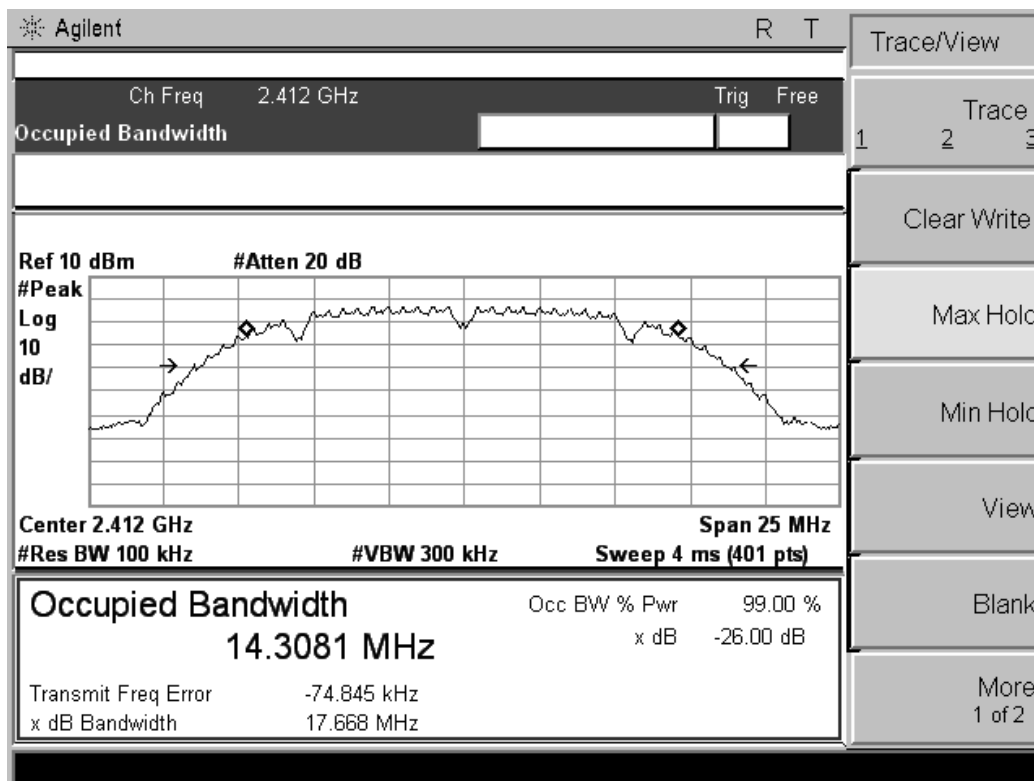 Agilent R T
Trace/View
Ch Freq 2.412 GHz Trig Free
Occupied Bandwidth
Trace
1 2 3
Clear Write
Ref 10 dBm #Atten 20 dB
#Peak
Log
10
dB/
Max Hold
Min Hold
View
Center 2.412 GHz Span 25 MHz
#Res BW 100 kHz #VBW 300 kHz Sweep 4 ms (401 pts)
Occupied Bandwidth
14.3081 MHz
Occ BW % Pwr 99.00 %
x dB -26.00 dB
Transmit Freq Error -74.845 kHz
x dB Bandwidth 17.668 MHz
Blank
More
1 of 2